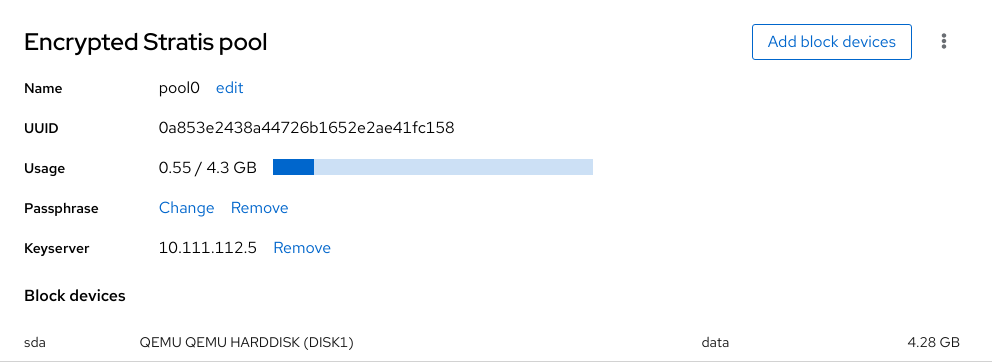 Encrypted Stratis pool Add block devices
Name pool0 edit
UUID 0a853e2438a44726b1652e2ae41fc158
Usage 0.55 / 4.3 GB
Passphrase Change Remove
Keyserver 10.111.112.5 Remove
Block devices
sda QEMU QEMU HARDDISK (DISK1) data 4.28 GB